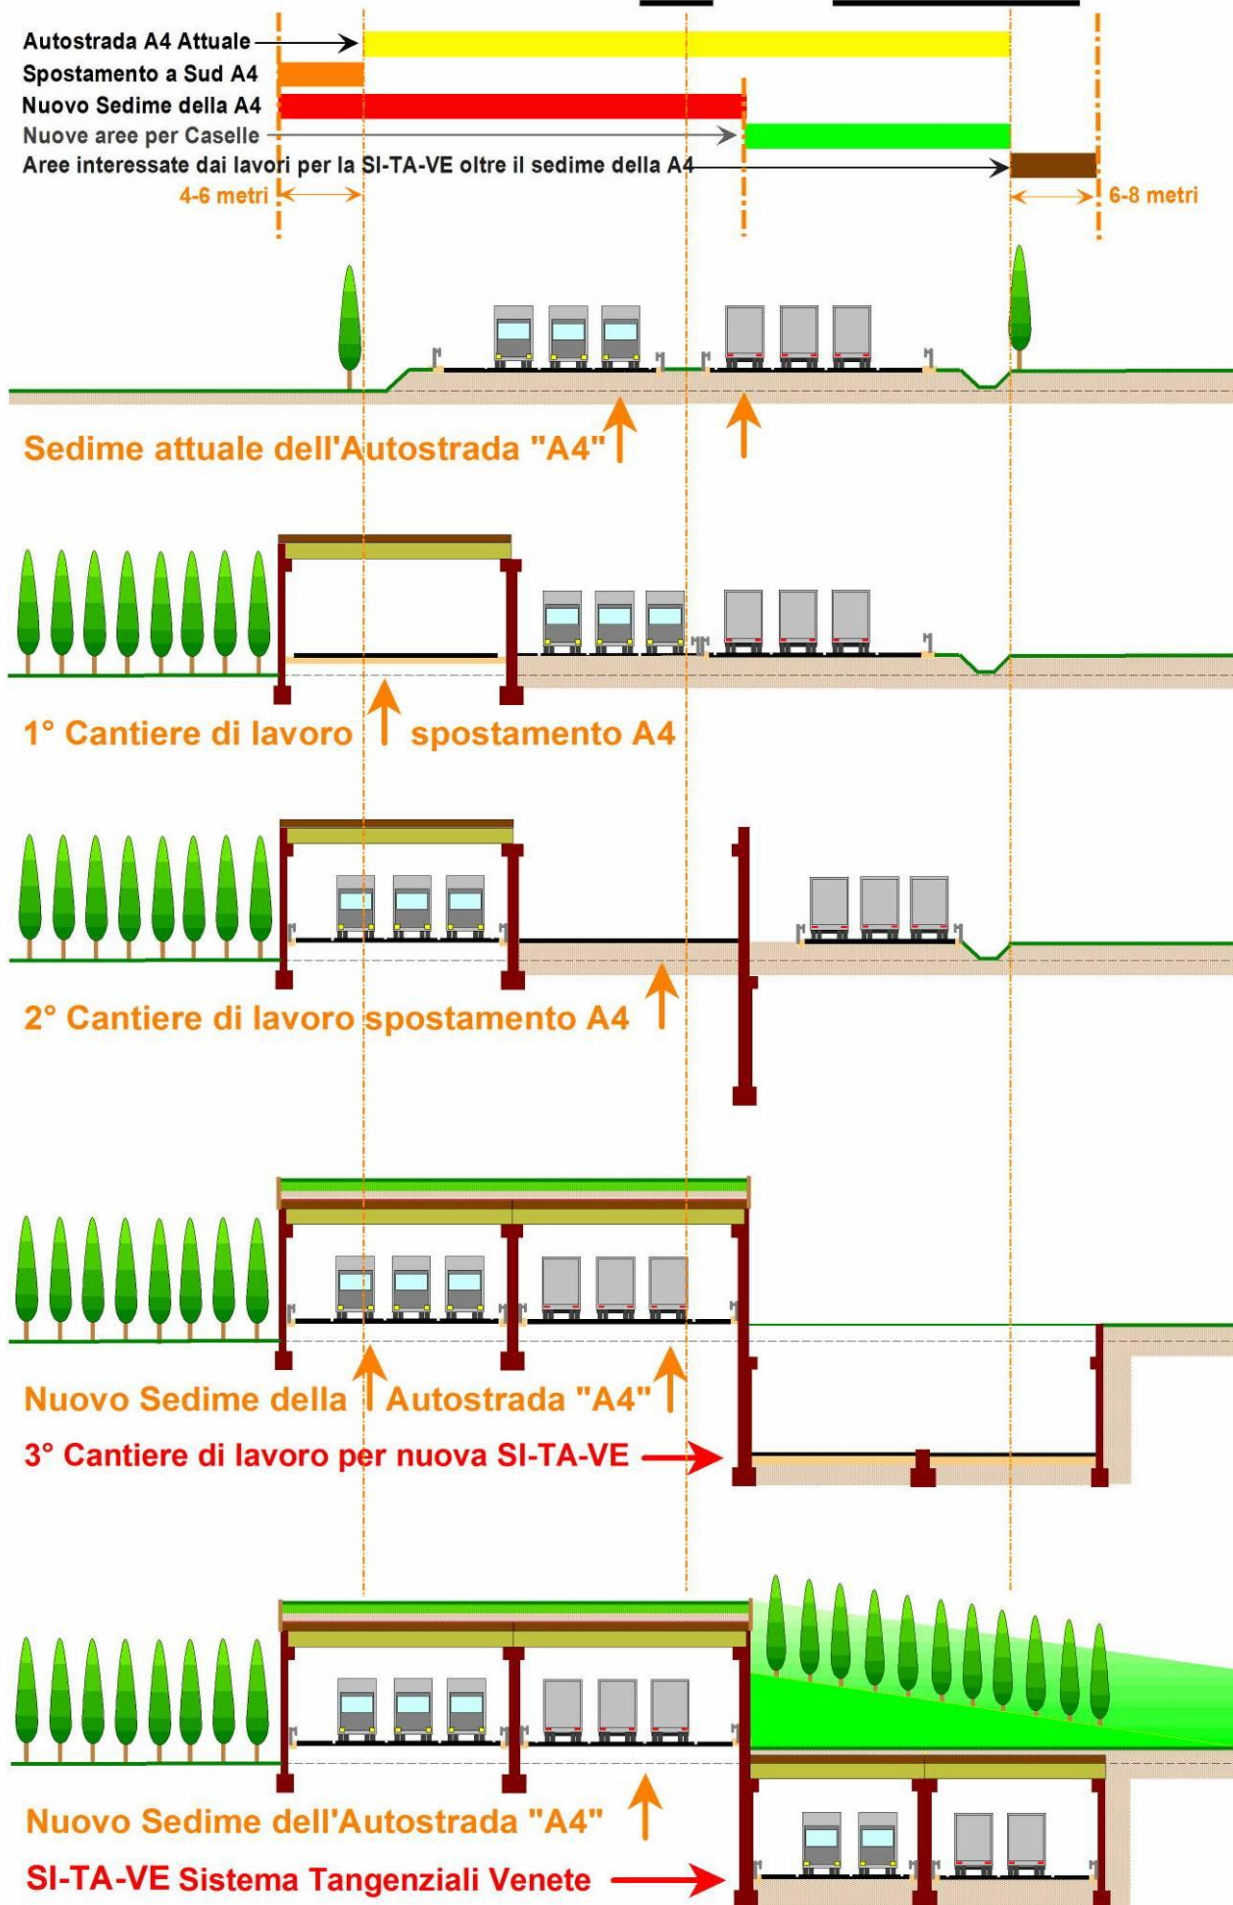 Autostrada A4 Attuale
Spostamento a Sud A4
Nuovo Sedime della A4
Nuove aree per Caselle
Aree interessate dai lavori per la SI-TA-VE oltre il sedime della A4
4-6 metri
6-8 metri
Sedime attuale dell'Autostrada "A4"
1° Cantiere di lavoro spostamento A4
2° Cantiere di lavoro spostamento A4
Nuovo Sedime della Autostrada "A4"
3° Cantiere di lavoro per nuova SI-TA-VE
Nuovo Sedime dell'Autostrada "A4"
SI-TA-VE Sistema Tangenziali Venete